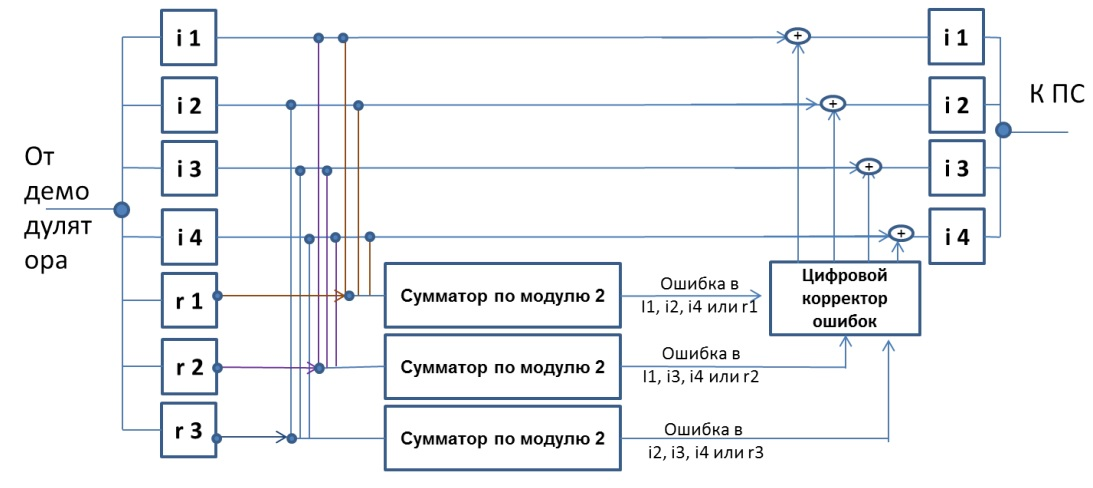 От
демо
дулят
ора
i 1
i 2
i 3
i 4
r 1
r 2
r 3
Сумматор по модулю 2
Сумматор по модулю 2
Сумматор по модулю 2
Ошибка в
I1, i2, i4 или r1
Ошибка в
I1, i3, i4 или r2
Ошибка в
i2, i3, i4 или r3
Цифровой
корректор
ошибок
+
+
+
+
i 1
i 2
i 3
i 4
К ПС